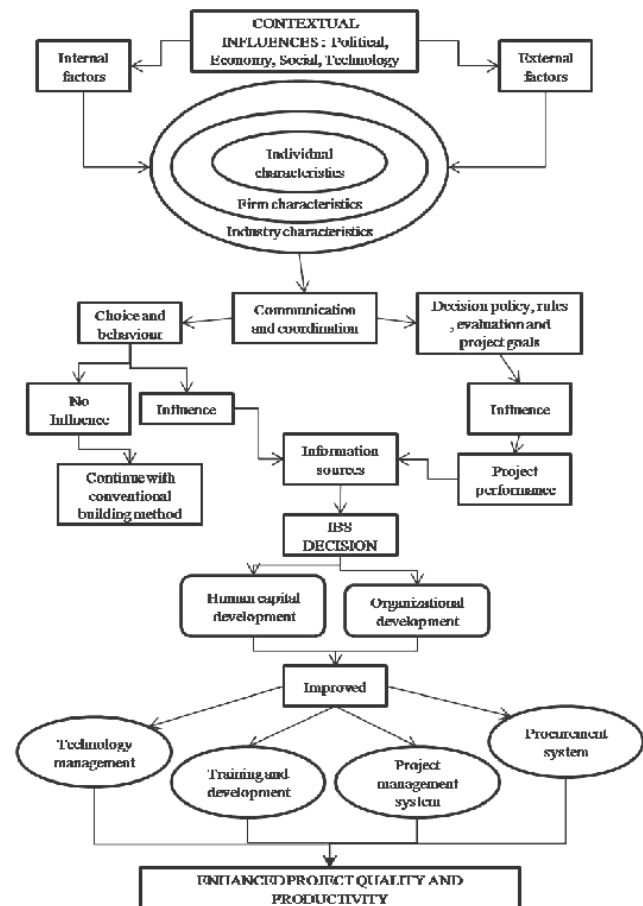 CONTEXTUAL
INFLUENCES : Political,
Economy, Social, Technology
Internal
factors
External
factors
Individual
characteristics
Firm characteristics
Industry characteristics
Choice and
behaviour
Communication
and coordination
Decision policy, rules
, evaluation and
project goals
No
Influence
Influence
Influence
Information
sources
Project
performance
Continue with
conventional
building method
IBS
DECISION
Human capital
development
Organizational
development
Improved
Technology
management
Training and
development
Project
management
system
Procurement
system
ENHANCED PROJECT QUALITY AND
PRODUCTIVITY